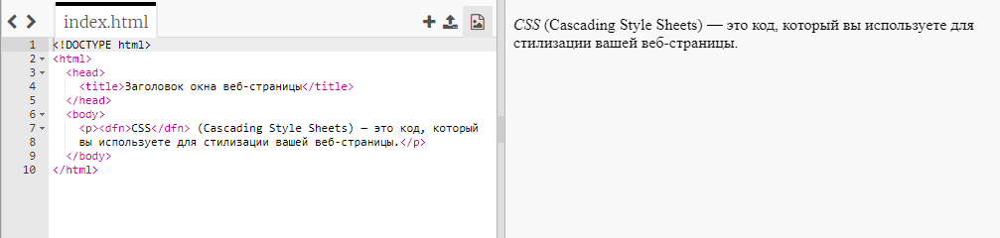 index.html
1 <!DOCTYPE html>
2 <html>
3 <head>
4 <title>Заголовок окна веб-страницы</title>
5 </head>
6 <body>
7 <p><dfn>CSS</dfn> (Cascading Style Sheets) — это код, который
8 вы используете для стилизации вашей веб-страницы.</p>
9 </body>
10 </html>
CSS (Cascading Style Sheets) — это код, который вы используете для
стилизации вашей веб-страницы.